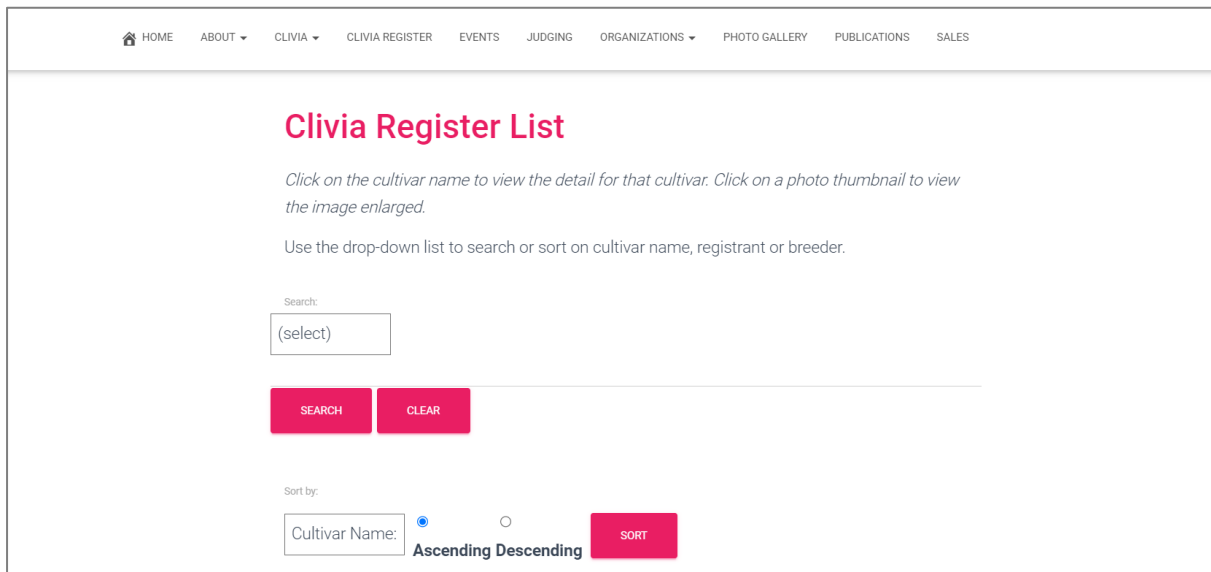 HOME ABOUT CLIVIA CLIVIA REGISTER EVENTS JUDGING ORGANIZATIONS PHOTO GALLERY PUBLICATIONS SALES
Clivia Register List
Click on the cultivar name to view the detail for that cultivar. Click on a photo thumbnail to view
the image enlarged.
Use the drop-down list to search or sort on cultivar name, registrant or breeder.
Search:
(select)
SEARCH CLEAR
Sort by:
Cultivar Name: Ascending Descending SORT